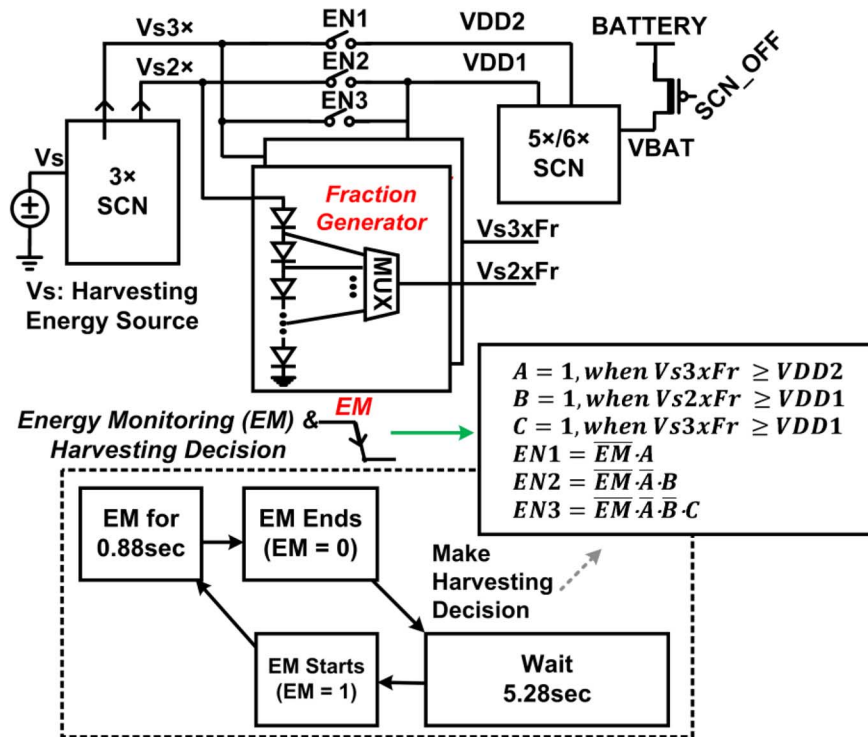 EN1
Vs3×
VDD2
BATTERY
Vs2×
EN2
VDD1
EN3
SCN_OFF
Vs
3×
SCN
5×/6×
SCN
VBAT
Fraction
Generator
MUX
Vs3xFr
Vs2xFr
Vs: Harvesting
Energy Source
A = 1, when Vs3xFr ≥ VDD2
B = 1, when Vs2xFr ≥ VDD1
C = 1, when Vs3xFr ≥ VDD1
EN1 = E̅M̅·A
EN2 = E̅M̅·A̅·B
EN3 = E̅M̅·A̅·B̅·C
Energy Monitoring (EM) &
Harvesting Decision
EM
EM for
0.88sec
EM Ends
(EM = 0)
Make
Harvesting
Decision
EM Starts
(EM = 1)
Wait
5.28sec